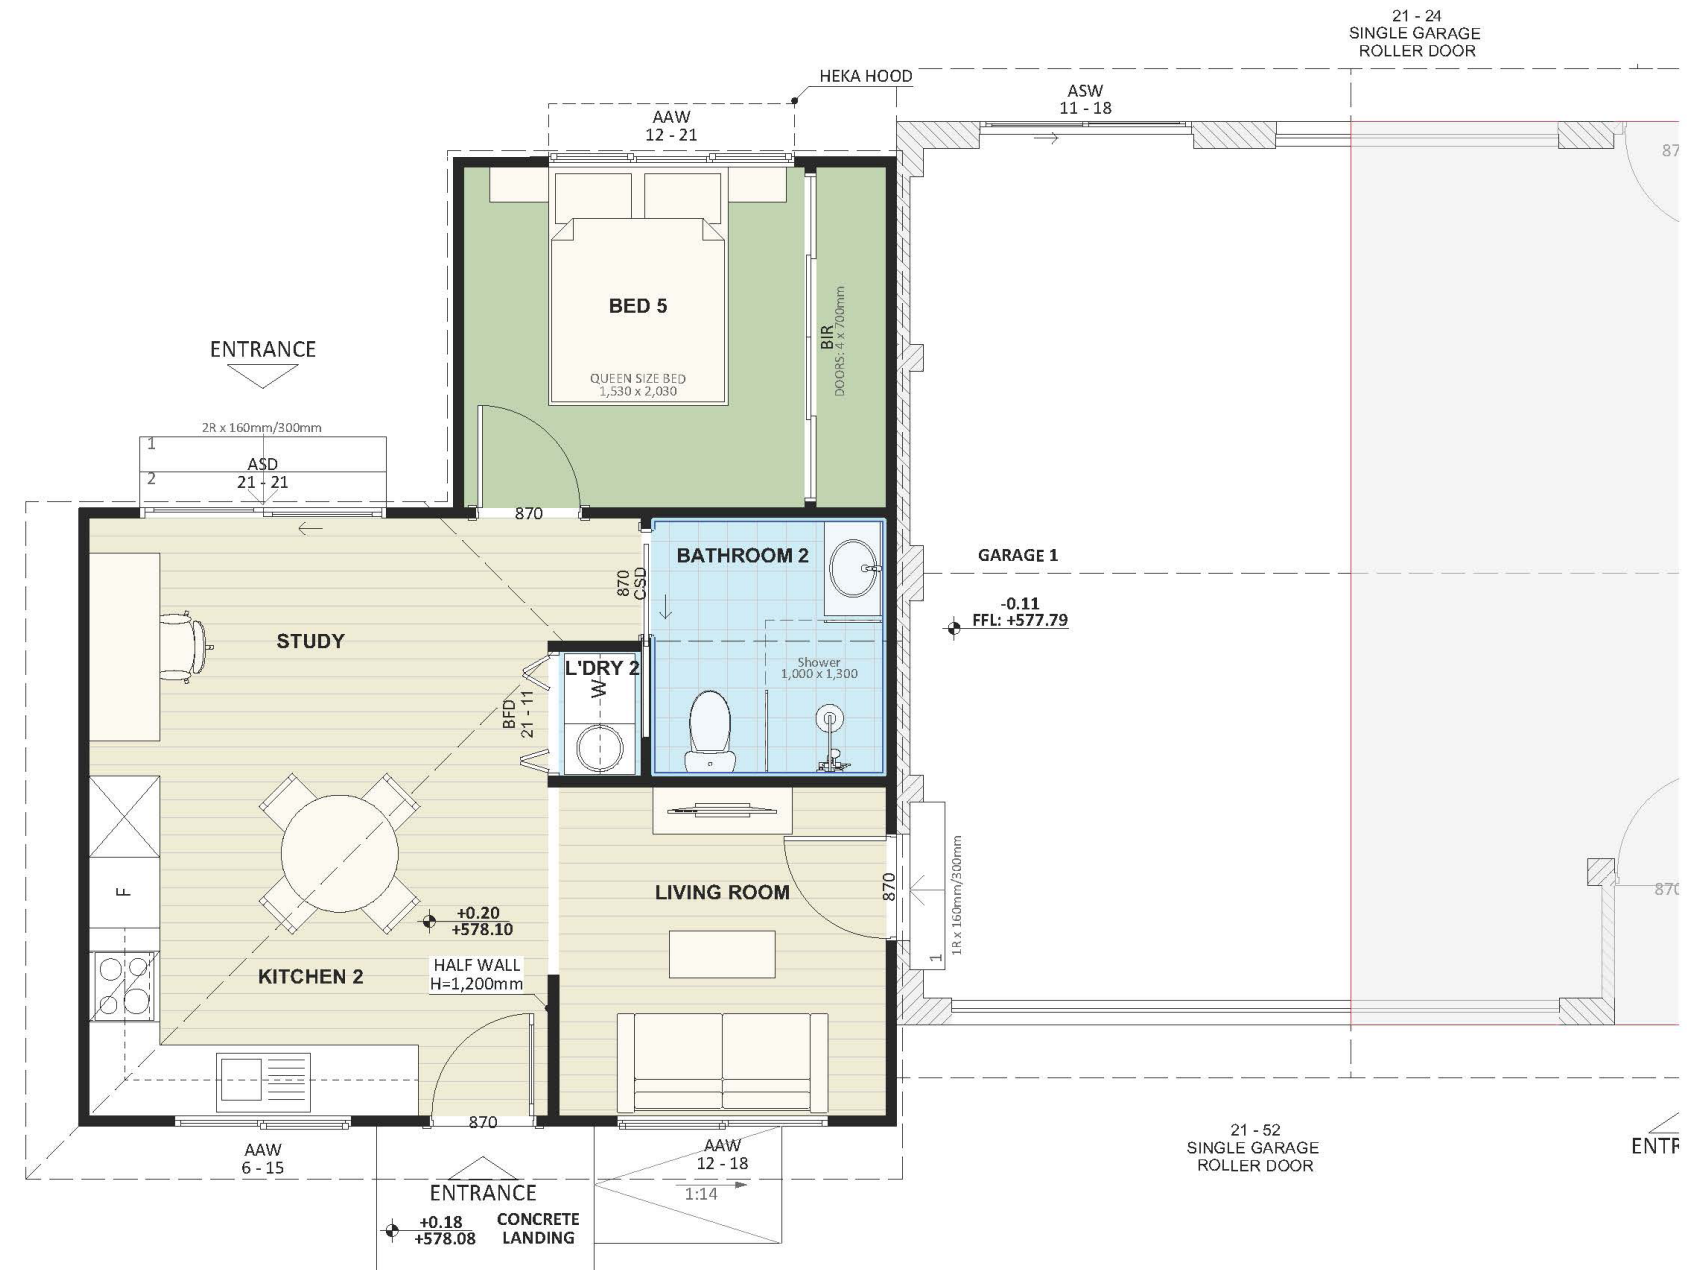 21 - 24
SINGLE GARAGE
ROLLER DOOR
HEKA HOOD
ASW
11 - 18
AAW
12 - 21
87
BED 5
QUEEN SIZE BED
1,530 x 2,030
BIR
DOORS: 4 x 700mm
ENTRANCE
2R x 160mm/300mm
1
ASD
2
21 - 21
870
BATHROOM 2
870
CSD
GARAGE 1
-0.11
FFL: +577.79
STUDY
L'DRY 2
W
Shower
1,000 x 1,300
BFD
21 - 11
F
LIVING ROOM
870
1R x 160mm/300mm
1
870
+0.20
+578.10
HALF WALL
H=1,200mm
KITCHEN 2
870
AAW
6 - 15
AAW
12 - 18
1:14
ENTRANCE
+0.18
+578.08
CONCRETE
LANDING
21 - 52
SINGLE GARAGE
ROLLER DOOR
ENTR